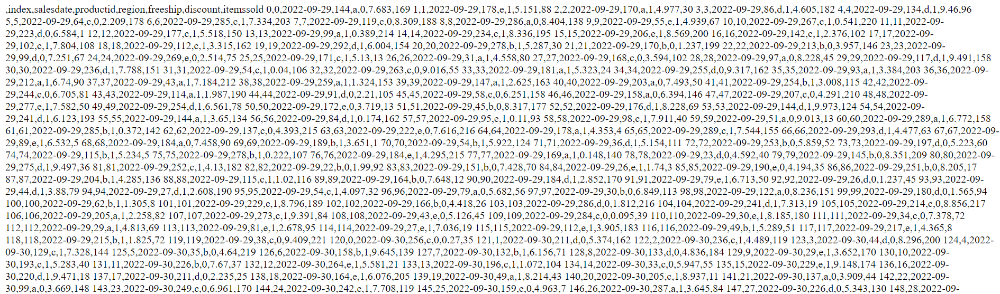 ,index,salesdate,productid,region,freeship,discount,itemssold 0,0,2022-09-29,144,a,0,7.683,169 1,1,2022-09-29,178,e,1,5.151,88 2,2,2022-09-29,170,a,1,4.977,30 3,3,2022-09-29,86,d,1,4.605,182 4,4,2022-09-29,134,d,1,9.46,96
5,5,2022-09-29,64,c,0,2.209,178 6,6,2022-09-29,285,c,1,7.334,203 7,7,2022-09-29,119,c,0,8.309,188 8,8,2022-09-29,286,a,0,8.404,138 9,9,2022-09-29,55,e,1,4.939,67 10,10,2022-09-29,267,c,1,0.541,220 11,11,2022-09-
29,223,d,0,6.584,1 12,12,2022-09-29,177,c,1,5.518,150 13,13,2022-09-29,99,a,1,0.389,214 14,14,2022-09-29,234,c,1,8.336,195 15,15,2022-09-29,206,e,1,8.569,200 16,16,2022-09-29,142,c,1,2.376,102 17,17,2022-09-
29,102,c,1,7.804,108 18,18,2022-09-29,112,c,1,3.315,162 19,19,2022-09-29,292,d,1,6.004,154 20,20,2022-09-29,278,b,1,5.287,30 21,21,2022-09-29,170,b,0,1.237,199 22,22,2022-09-29,213,b,0,3.957,146 23,23,2022-09-
29,99,d,0,7.251,67 24,24,2022-09-29,269,e,0,2.514,75 25,25,2022-09-29,171,c,1,5.13,13 26,26,2022-09-29,31,a,1,4.558,80 27,27,2022-09-29,168,c,0,3.594,102 28,28,2022-09-29,97,a,0,8.228,45 29,29,2022-09-29,117,d,1,9.491,158
30,30,2022-09-29,236,d,1,7.788,151 31,31,2022-09-29,54,c,1,0.04,106 32,32,2022-09-29,263,c,0,9.016,55 33,33,2022-09-29,181,a,1,5.323,24 34,34,2022-09-29,255,d,0,9.317,162 35,35,2022-09-29,93,a,1,3.384,203 36,36,2022-09-
29,212,a,1,6.74,90 37,37,2022-09-29,43,a,1,7.184,212 38,38,2022-09-29,259,a,1,1.324,153 39,39,2022-09-29,147,a,1,2.625,163 40,40,2022-09-29,203,a,0,7.493,50 41,41,2022-09-29,254,b,1,3.008,115 42,42,2022-09-
29,244,c,0,6.705,81 43,43,2022-09-29,114,a,1,1.987,190 44,44,2022-09-29,91,d,0,2.21,105 45,45,2022-09-29,58,c,0,6.251,158 46,46,2022-09-29,158,a,0,6.394,146 47,47,2022-09-29,207,c,0,4.291,210 48,48,2022-09-
29,277,e,1,7.582,50 49,49,2022-09-29,254,d,1,6.561,78 50,50,2022-09-29,172,e,0,3.719,13 51,51,2022-09-29,45,b,0,8.317,177 52,52,2022-09-29,176,d,1,8.228,69 53,53,2022-09-29,144,d,1,9.973,124 54,54,2022-09-
29,241,d,1,6.123,193 55,55,2022-09-29,144,a,1,3.65,134 56,56,2022-09-29,84,d,1,0.174,162 57,57,2022-09-29,95,e,1,0.11,93 58,58,2022-09-29,98,c,1,7.911,40 59,59,2022-09-29,51,a,0,9.013,13 60,60,2022-09-29,289,a,1,6.772,158
61,61,2022-09-29,285,b,1,0.372,142 62,62,2022-09-29,137,c,0,4.393,215 63,63,2022-09-29,222,e,0,7.616,216 64,64,2022-09-29,178,a,1,4.353,4 65,65,2022-09-29,289,c,1,7.544,155 66,66,2022-09-29,293,d,1,4.477,63 67,67,2022-09-
29,89,e,1,6.532,5 68,68,2022-09-29,184,a,0,7.458,90 69,69,2022-09-29,189,b,1,3.651,1 70,70,2022-09-29,54,b,1,5.922,124 71,71,2022-09-29,36,d,1,5.154,111 72,72,2022-09-29,253,b,0,5.859,52 73,73,2022-09-29,197,d,0,5.223,60
74,74,2022-09-29,115,b,1,5.234,5 75,75,2022-09-29,278,b,1,0.222,107 76,76,2022-09-29,184,e,1,4.295,215 77,77,2022-09-29,169,a,1,0.148,140 78,78,2022-09-29,23,d,0,4.592,40 79,79,2022-09-29,145,b,0,8.351,209 80,80,2022-09-
29,275,d,1,9.497,36 81,81,2022-09-29,252,c,1,4.13,182 82,82,2022-09-29,22,b,0,1.99,92 83,83,2022-09-29,151,b,0,7.428,70 84,84,2022-09-29,26,e,1,1.74,3 85,85,2022-09-29,190,e,0,4.194,35 86,86,2022-09-29,251,b,0,8.205,17
87,87,2022-09-29,204,b,1,4.285,136 88,88,2022-09-29,115,c,1,1.02,116 89,89,2022-09-29,164,b,0,7.648,12 90,90,2022-09-29,184,d,1,2.852,170 91,91,2022-09-29,79,e,1,6.713,50 92,92,2022-09-29,26,d,0,1.237,45 93,93,2022-09-
29,44,d,1,3.88,79 94,94,2022-09-29,27,d,1,2.608,190 95,95,2022-09-29,54,c,1,4.097,32 96,96,2022-09-29,79,a,0,5.682,56 97,97,2022-09-29,30,b,0,6.849,113 98,98,2022-09-29,122,a,0,8.236,151 99,99,2022-09-29,180,d,0,1.565,94
100,100,2022-09-29,62,b,1,1.305,8 101,101,2022-09-29,229,e,1,8.796,189 102,102,2022-09-29,166,b,0,4.418,26 103,103,2022-09-29,286,d,0,1.812,216 104,104,2022-09-29,241,d,1,7.313,19 105,105,2022-09-29,214,c,0,8.856,217
106,106,2022-09-29,205,a,1,2.258,82 107,107,2022-09-29,273,c,1,9.391,84 108,108,2022-09-29,43,e,0,5.126,45 109,109,2022-09-29,284,c,0,0.095,39 110,110,2022-09-29,30,e,1,8.185,180 111,111,2022-09-29,34,c,0,7.378,72
112,112,2022-09-29,29,a,1,4.813,69 113,113,2022-09-29,81,e,1,2.678,95 114,114,2022-09-29,27,e,1,7.036,19 115,115,2022-09-29,112,e,1,3.905,183 116,116,2022-09-29,49,b,1,5.289,51 117,117,2022-09-29,217,e,1,4.365,8
118,118,2022-09-29,215,b,1,1.825,72 119,119,2022-09-29,38,c,0,9.409,221 120,0,2022-09-30,256,c,0,0.27,35 121,1,2022-09-30,211,d,0,5.374,162 122,2,2022-09-30,236,c,1,4.489,119 123,3,2022-09-30,44,d,0,8.296,200 124,4,2022-
09-30,129,c,1,7.328,144 125,5,2022-09-30,35,b,0,4.64,219 126,6,2022-09-30,158,b,1,9.645,139 127,7,2022-09-30,132,b,1,6.156,71 128,8,2022-09-30,133,d,0,4.836,184 129,9,2022-09-30,29,e,1,3.652,170 130,10,2022-09-
30,193,c,1,5.283,40 131,11,2022-09-30,226,b,0,7.67,37 132,12,2022-09-30,264,e,1,5.581,21 133,13,2022-09-30,196,c,1,1.072,104 134,14,2022-09-30,33,c,0,5.947,55 135,15,2022-09-30,229,e,1,9.148,174 136,16,2022-09-
30,220,d,1,9.471,18 137,17,2022-09-30,211,d,0,2.235,25 138,18,2022-09-30,164,e,1,6.076,205 139,19,2022-09-30,49,a,1,8.214,43 140,20,2022-09-30,205,c,1,8.937,11 141,21,2022-09-30,137,a,0,3.909,44 142,22,2022-09-
30,99,a,0,3.669,148 143,23,2022-09-30,249,c,0,6.961,170 144,24,2022-09-30,242,e,1,7.708,119 145,25,2022-09-30,159,e,0,4.963,7 146,26,2022-09-30,287,a,1,3.645,84 147,27,2022-09-30,226,d,0,5.343,130 148,28,2022-09-